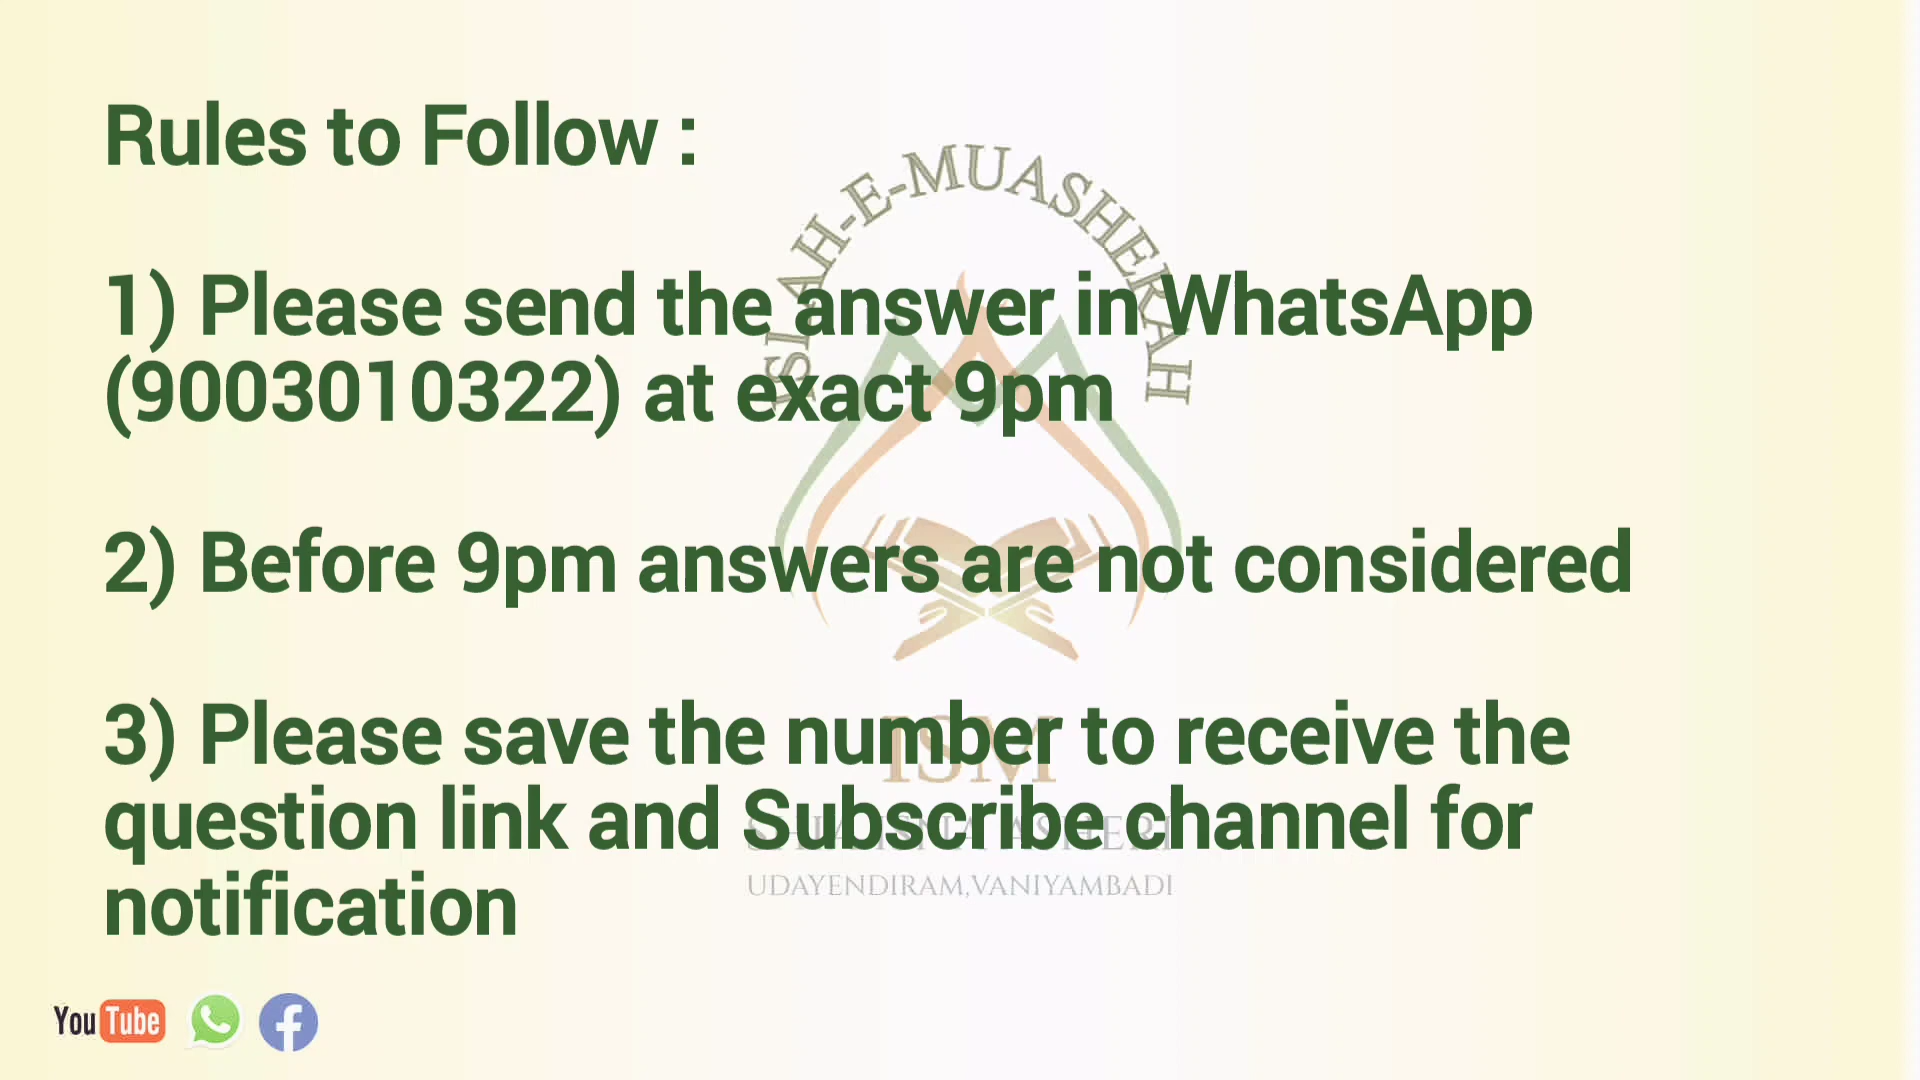 Rules to Follow :
ISLAH-E-MUASHERAH
1) Please send the answer in WhatsApp
(9003010322) at exact 9pm
2) Before 9pm answers are not considered
3) Please save the number to receive the
ISM
question link and Subscribe channel for
UDAYENDIRAM,VANIYAMBADI
notification
YouTube